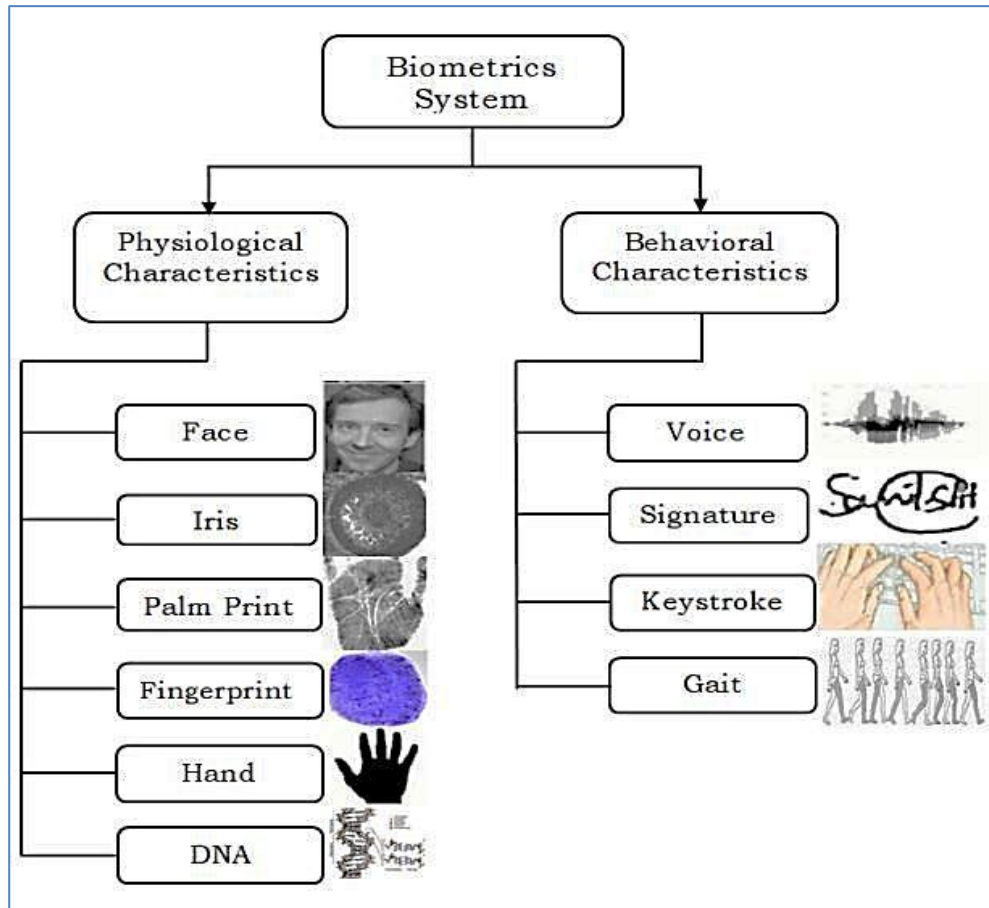 Biometrics
System
Physiological
Characteristics
Behavioral
Characteristics
Face
Iris
Palm Print
Fingerprint
Hand
DNA
Voice
Signature
Keystroke
Gait